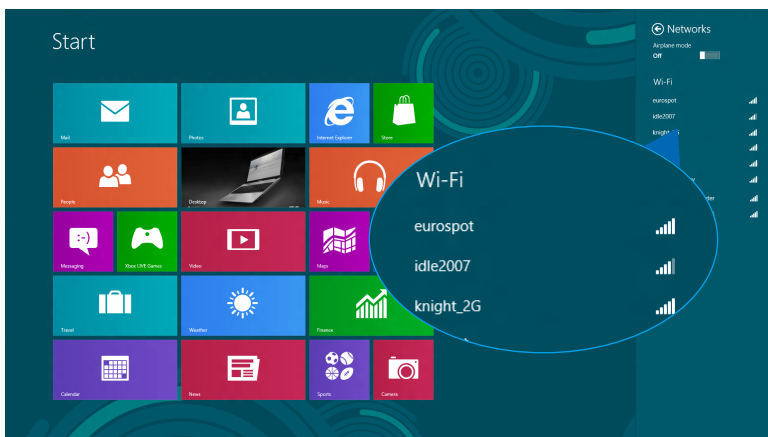 Start
Mail
Photos
Internet Explorer
Store
People
Desktop
Music
Messaging
Xbox LIVE Games
Video
Maps
Travel
Weather
Finance
Calendar
News
Sports
Camera
Networks
Airplane mode
Off
Wi-Fi
eurospot
idle2007
Wi-Fi
eurospot
idle2007
knight_2G